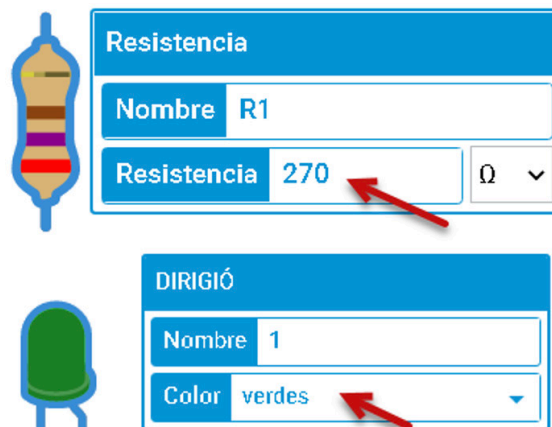 Resistencia
Nombre R1
Resistencia 270 Ω
DIRIGIÓ
Nombre 1
Color verdes